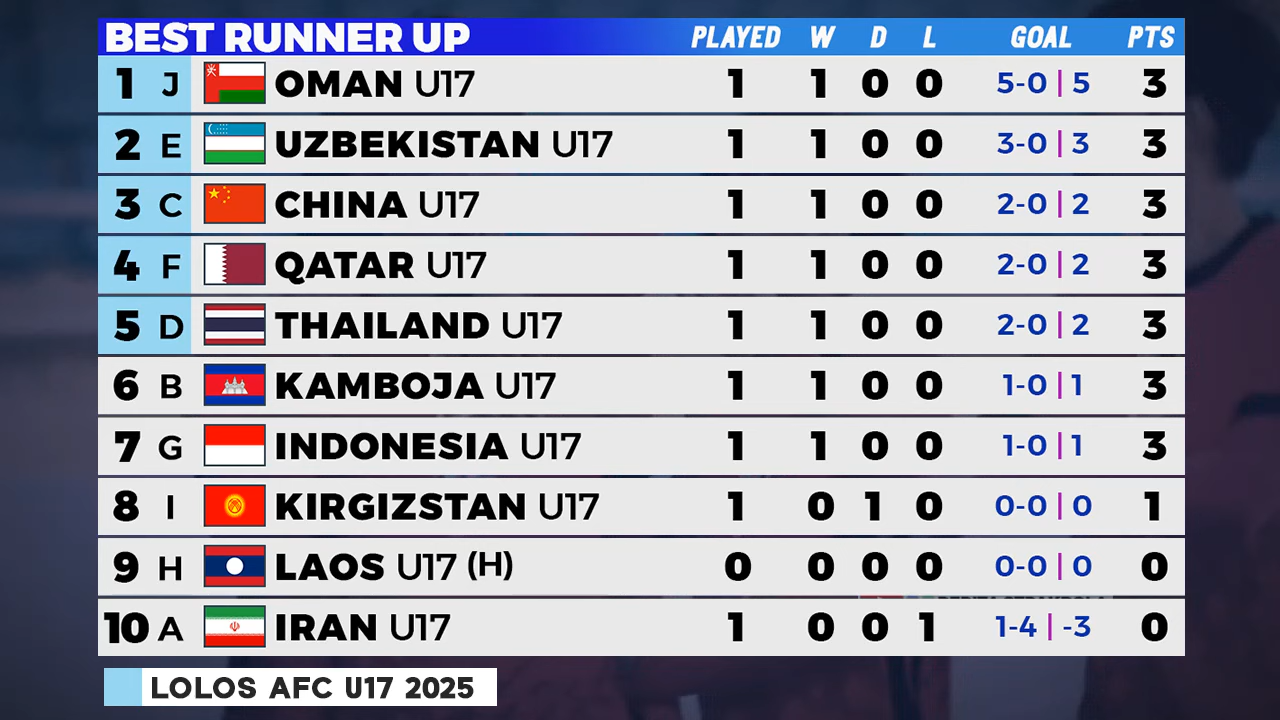 BEST RUNNER UP PLAYED W D L GOAL PTS
1 J OMAN U17 1 1 0 0 5-0 | 5 3
2 E UZBEKISTAN U17 1 1 0 0 3-0 | 3 3
3 C CHINA U17 1 1 0 0 2-0 | 2 3
4 F QATAR U17 1 1 0 0 2-0 | 2 3
5 D THAILAND U17 1 1 0 0 2-0 | 2 3
6 B KAMBOJA U17 1 1 0 0 1-0 | 1 3
7 G INDONESIA U17 1 1 0 0 1-0 | 1 3
8 I KIRGIZSTAN U17 1 0 1 0 0-0 | 0 1
9 H LAOS U17 (H) 0 0 0 0 0-0 | 0 0
10 A IRAN U17 1 0 0 1 1-4 | -3 0
LOLOS AFC U17 2025